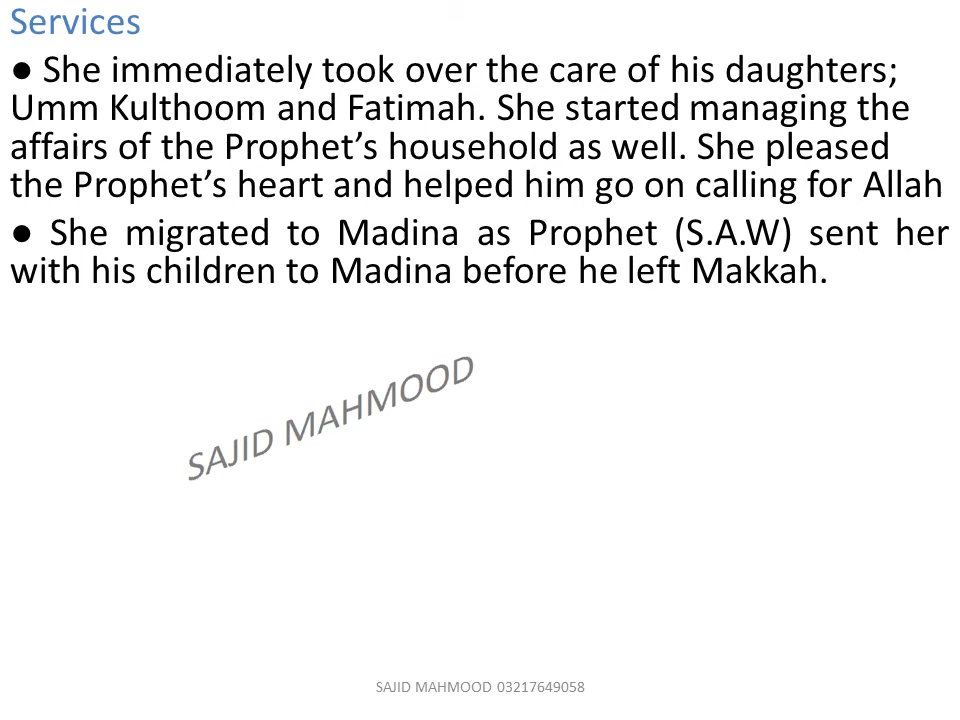 Services
● She immediately took over the care of his daughters;
Umm Kulthoom and Fatimah. She started managing the
affairs of the Prophet’s household as well. She pleased
the Prophet’s heart and helped him go on calling for Allah
● She migrated to Madina as Prophet (S.A.W) sent her
with his children to Madina before he left Makkah.
SAJID MAHMOOD
SAJID MAHMOOD 03217649058